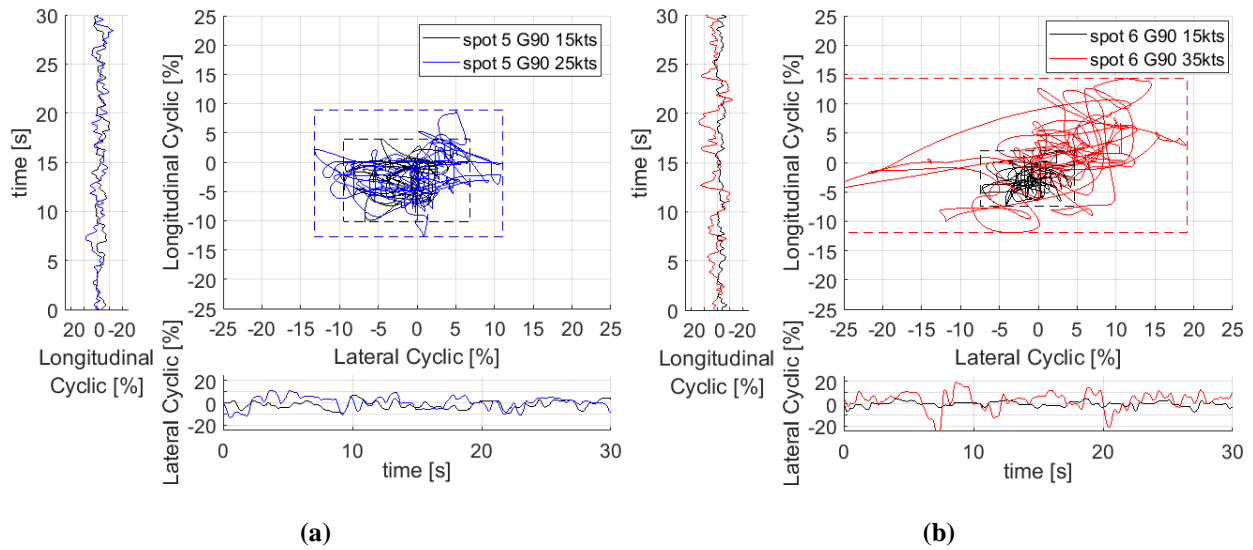 30
25
20
15
10
5
0
time [s]
20 0 -20
Longitudinal
Cyclic [%]
25
20
15
10
5
0
-5
-10
-15
-20
25
Longitudinal Cyclic [%]
spot 5 G90 15kts
spot 5 G90 25kts
-25 -20 -15 -10 -5 0 5 10 15 20 25
Lateral Cyclic [%]
Lateral Cyclic [%]
20
0
-20
0 10 20 30
time [s]
(a)
30
25
20
15
10
5
0
time [s]
20 0 -20
Longitudinal
Cyclic [%]
25
20
15
10
5
0
-5
-10
-15
-20
25
Longitudinal Cyclic [%]
spot 6 G90 15kts
spot 6 G90 35kts
-25 -20 -15 -10 -5 0 5 10 15 20 25
Lateral Cyclic [%]
Lateral Cyclic [%]
20
0
-20
0 10 20 30
time [s]
(b)